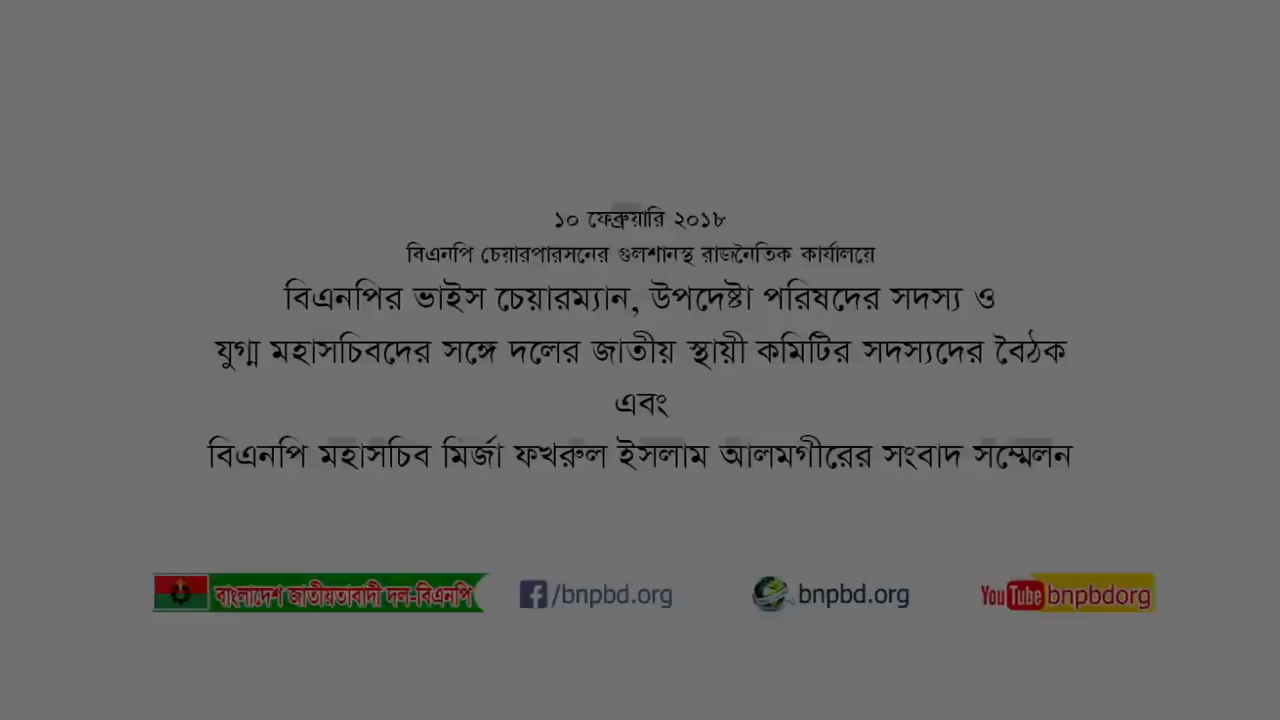 ১০ ফেব্রুয়ারি ২০১৮
বিএনপি চেয়ারপারসনের গুলশানস্থ রাজনৈতিক কার্যালয়ে
বিএনপির ভাইস চেয়ারম্যান, উপদেষ্টা পরিষদের সদস্য ও
যুগ্ম মহাসচিবদের সঙ্গে দলের জাতীয় স্থায়ী কমিটির সদস্যদের বৈঠক
এবং
বিএনপি মহাসচিব মির্জা ফখরুল ইসলাম আলমগীরের সংবাদ সম্মেলন
বাংলাদেশ জাতীয়তাবাদী দল-বিএনপি f/bnpbd.org bnpbd.org YouTube bnpbdorg